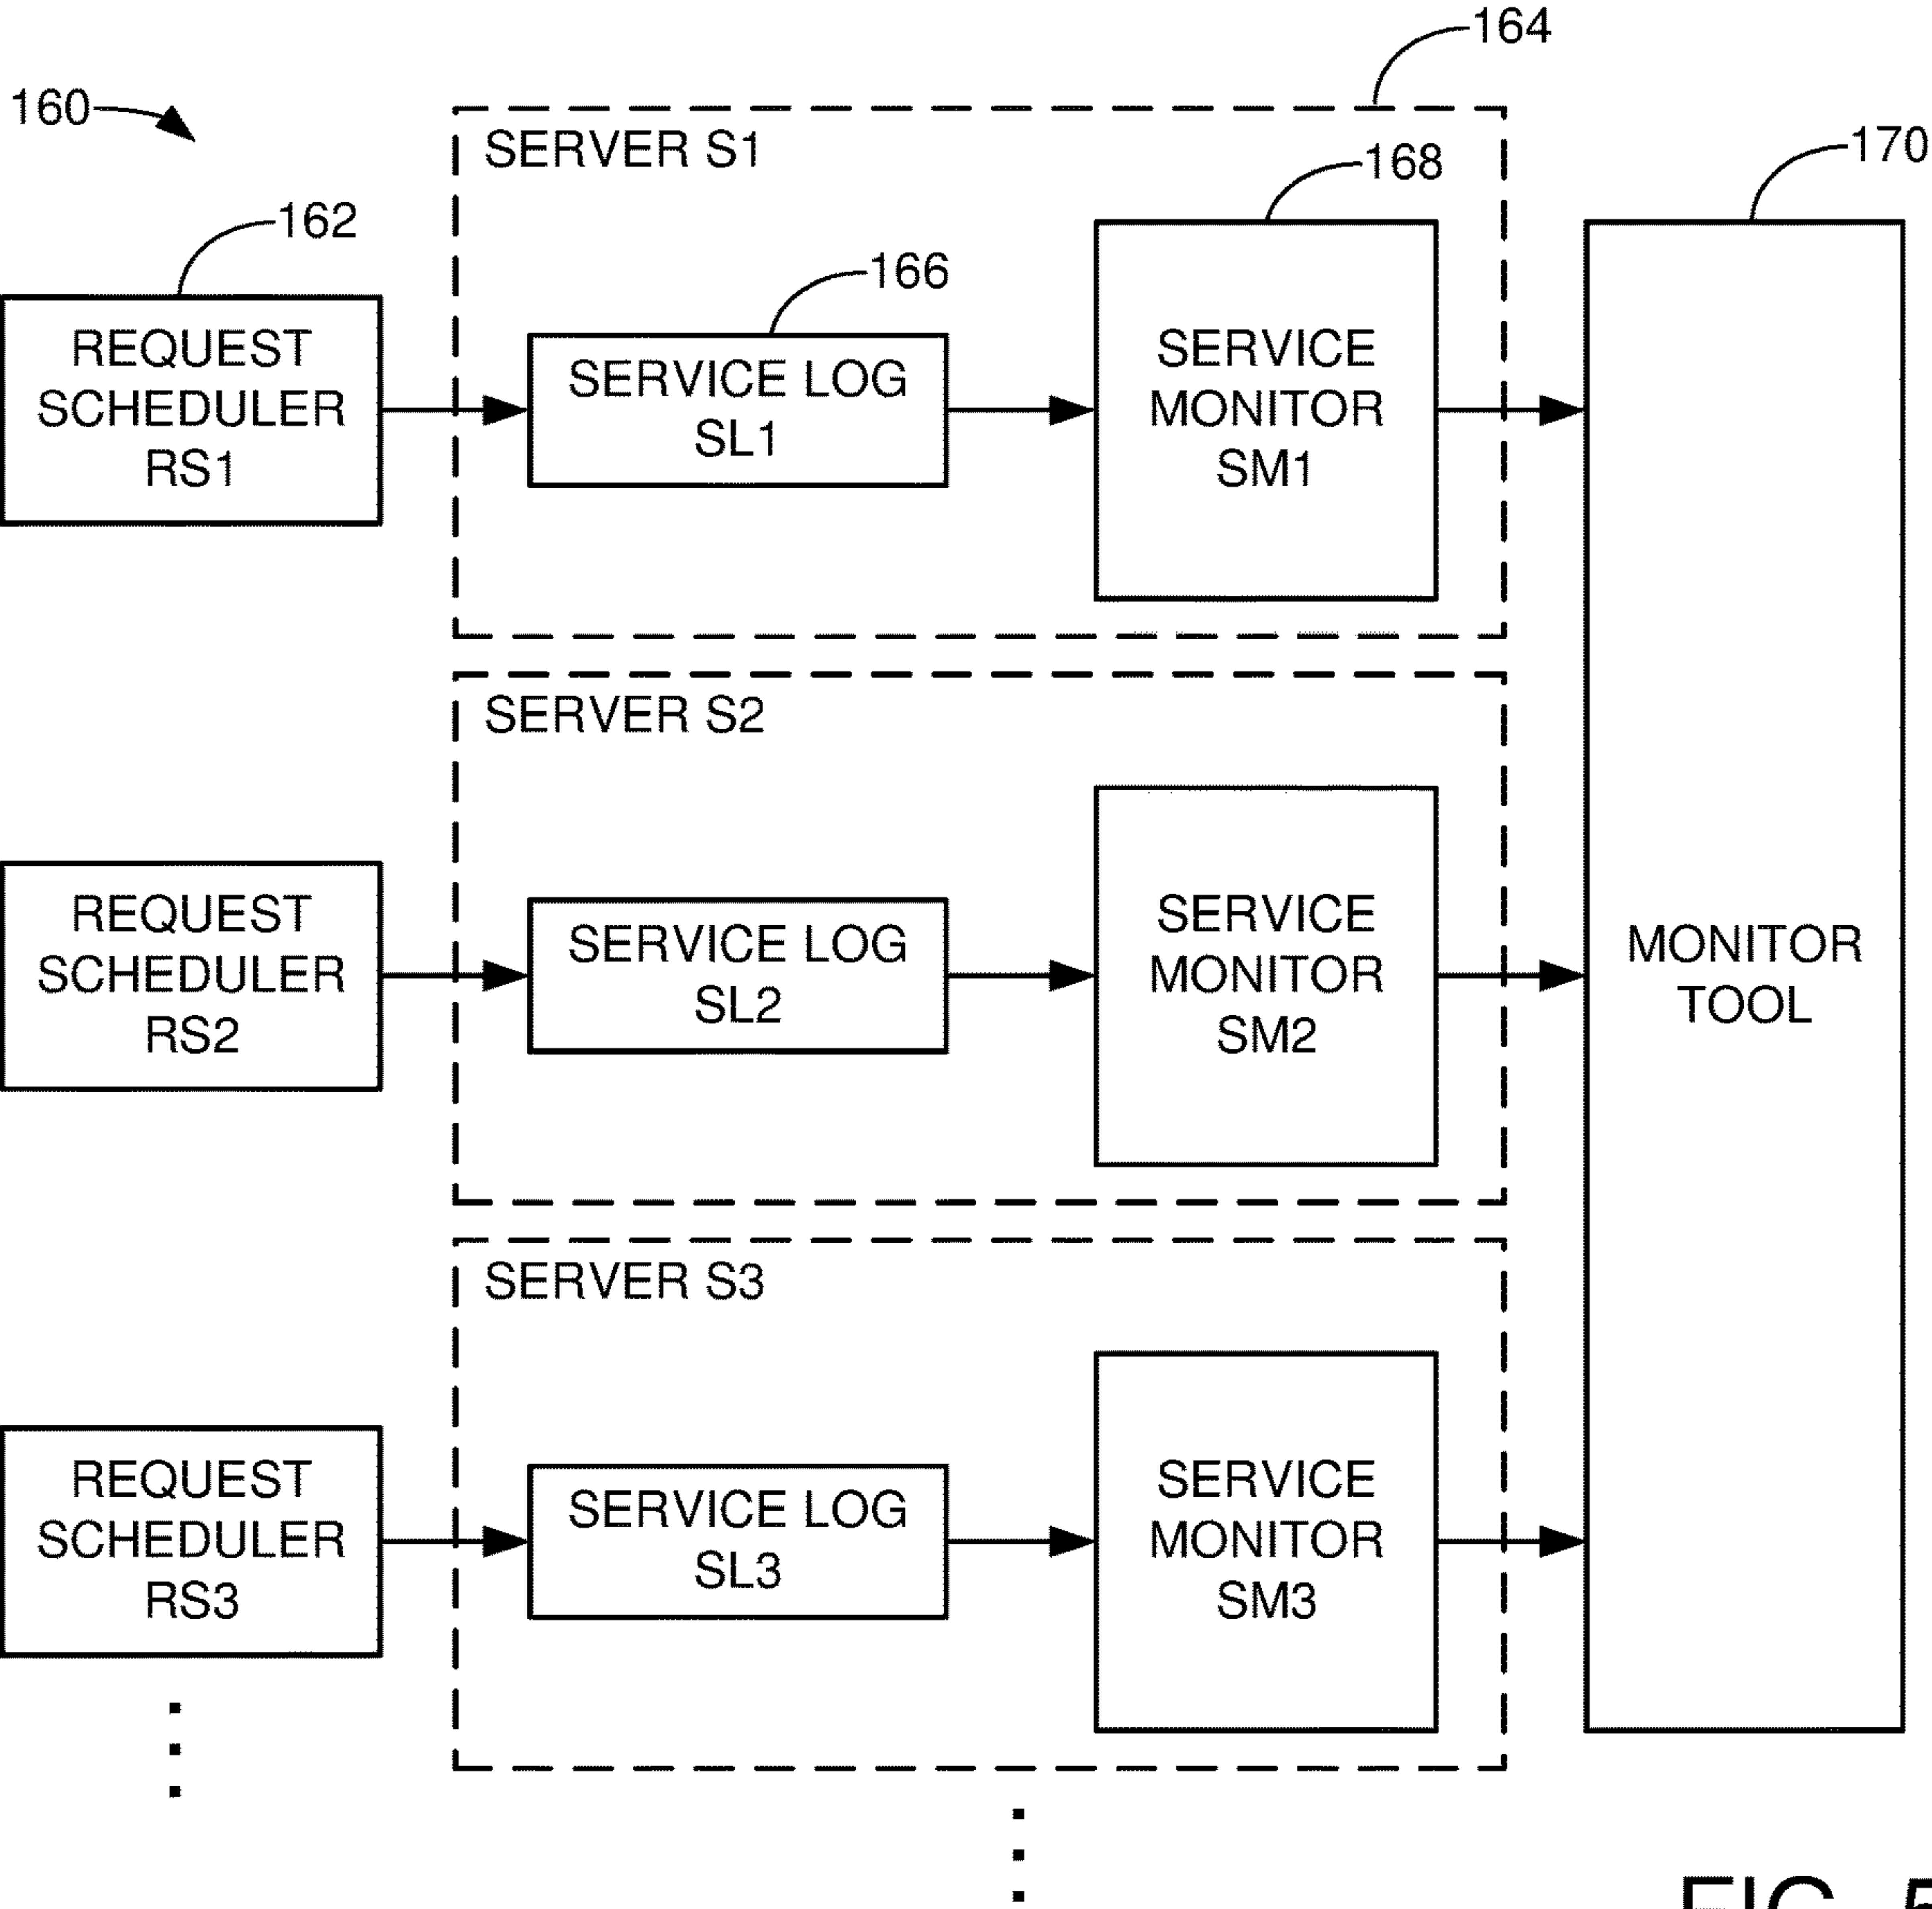 164
160
SERVER S1
170
168
162
166
REQUEST
SCHEDULER
RS1
SERVICE LOG
SL1
SERVICE
MONITOR
SM1
SERVER S2
REQUEST
SCHEDULER
RS2
SERVICE LOG
SL2
SERVICE
MONITOR
SM2
MONITOR
TOOL
SERVER S3
REQUEST
SCHEDULER
RS3
SERVICE LOG
SL3
SERVICE
MONITOR
SM3
FIG. 5